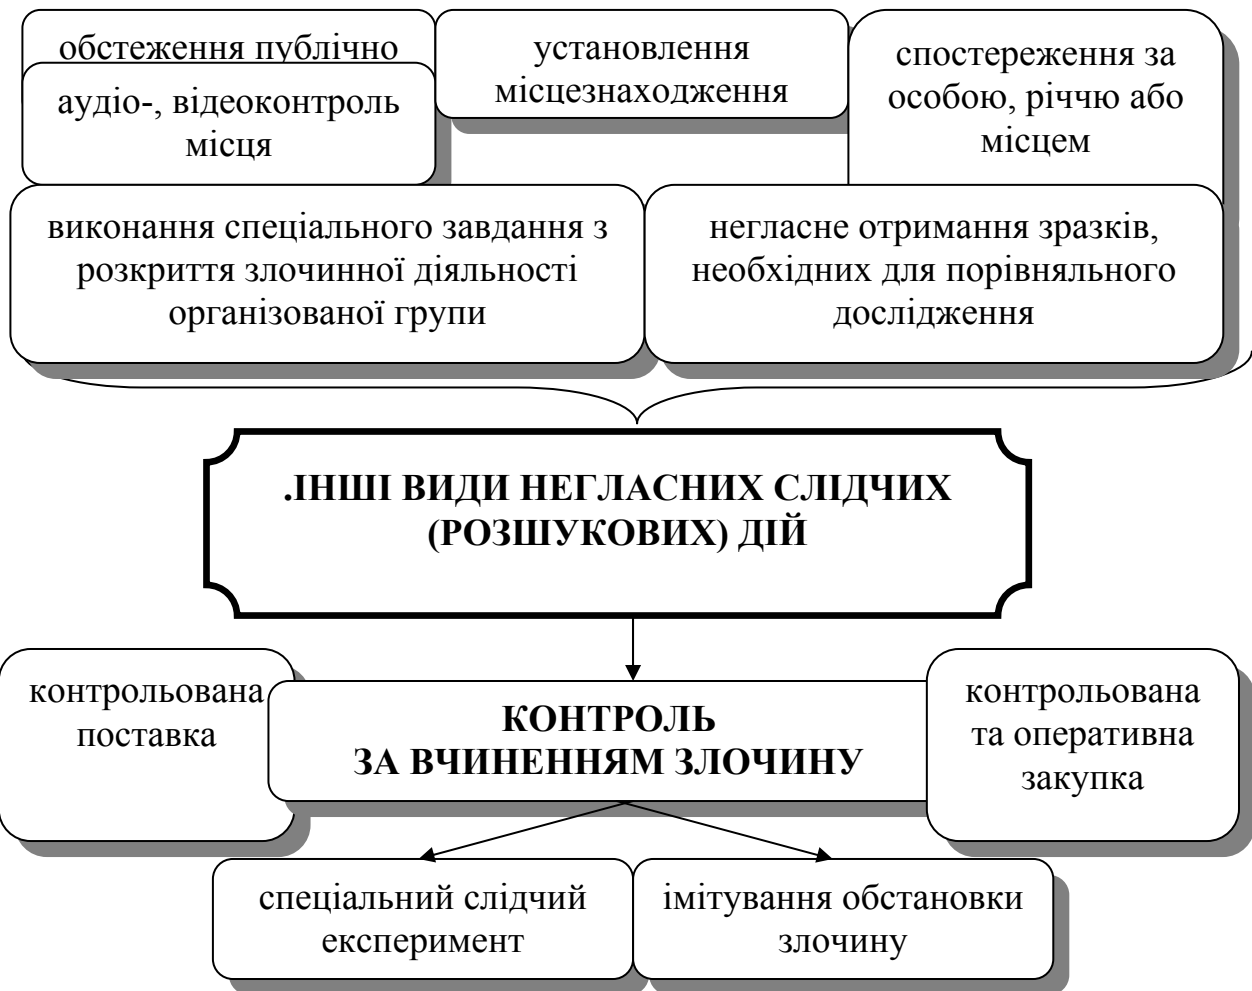 обстеження публічно
аудіо-, відеоконтроль
місця
установлення
місцезнаходження
спостереження за
особою, річчю або
місцем
виконання спеціального завдання з
розкриття злочинної діяльності
організованої групи
негласне отримання зразків,
необхідних для порівняльного
дослідження
.ІНШІ ВИДИ НЕГЛАСНИХ СЛІДЧИХ
(РОЗШУКОВИХ) ДІЙ
контрольована
поставка
КОНТРОЛЬ
ЗА ВЧИНЕННЯМ ЗЛОЧИНУ
контрольована
та оперативна
закупка
спеціальний слідчий
експеримент
імітування обстановки
злочину